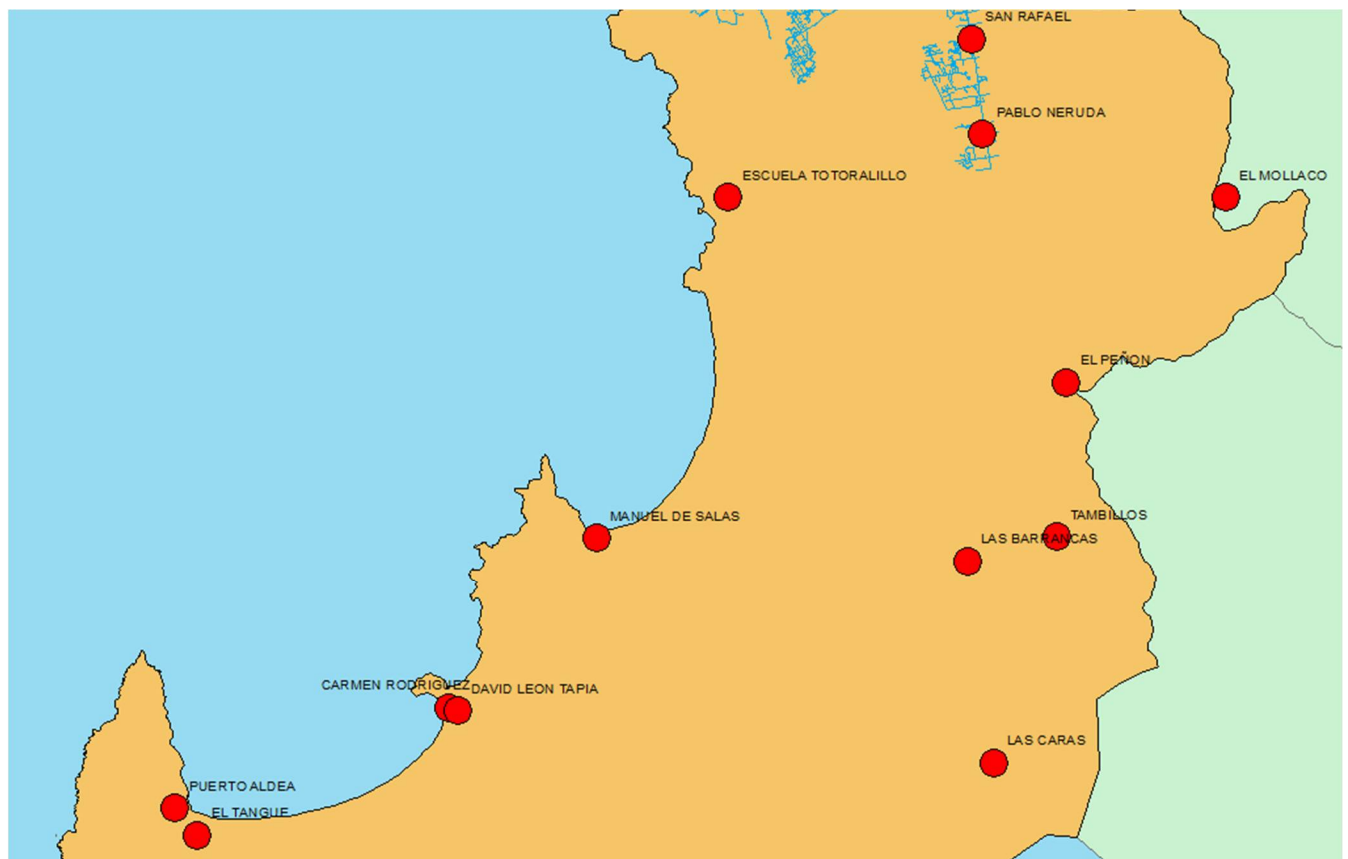 SAN RAFAEL
PABLO NERUDA
ESCUELA TOTORALILLO
EL MOLLACO
EL PEÑON
MANUEL DE SALAS
TAMBILLOS
LAS BARRANCAS
CARMEN RODRIGUEZ
DAVID LEON TAPIA
LAS CARAS
PUERTO ALDEA
EL TANGUE